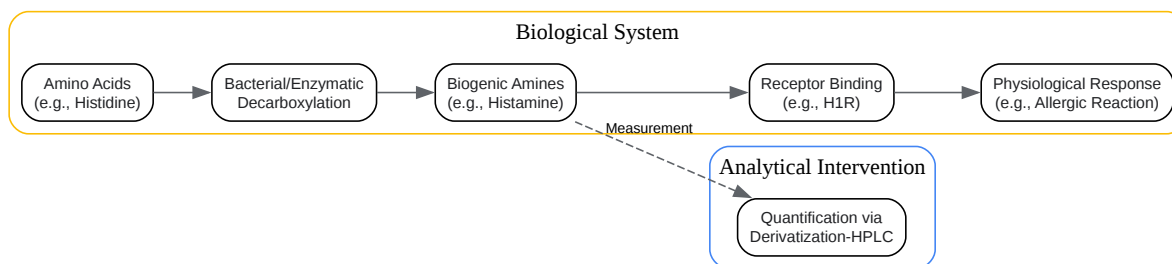 Biological System
Amino Acids
(e.g., Histidine)
Bacterial/Enzymatic
Decarboxylation
Biogenic Amines
(e.g., Histamine)
Receptor Binding
(e.g., H1R)
Physiological Response
(e.g., Allergic Reaction)
Measurement
Analytical Intervention
Quantification via
Derivatization-HPLC